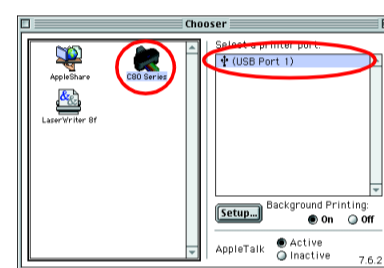 Chooser
Select a printer port:
(USB Port 1)
AppleShare
C80 Series
LaserWriter 8f
Setup...
Background Printing:
On Off
AppleTalk
Active
Inactive
7.6.2